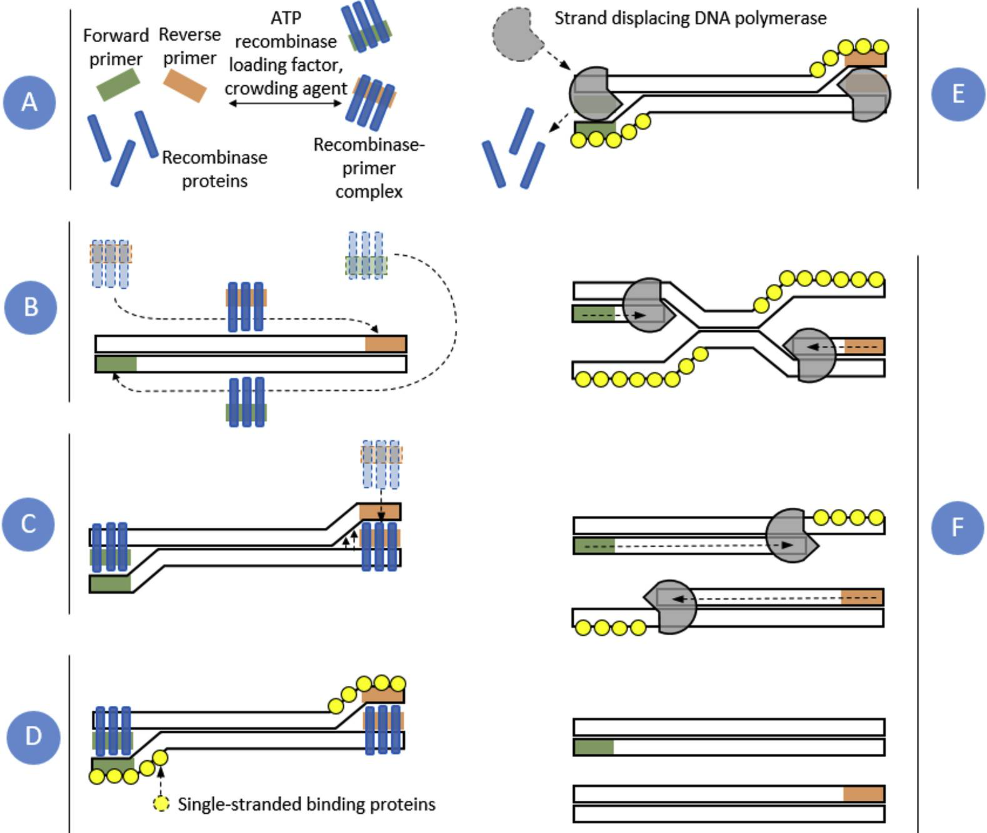 A
Forward
primer
Reverse
primer
ATP
recombinase
loading factor,
crowding agent
Recombinase
proteins
Recombinase-
primer
complex
B
C
D
Single-stranded binding proteins
Strand displacing DNA polymerase
E
F